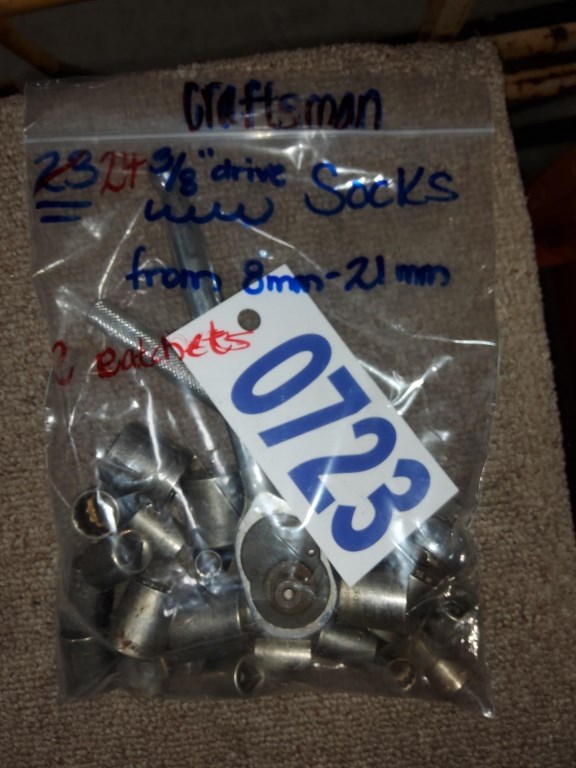 Craftsman
23 24 3/8" drive Socks
from 8mm-21mm
2 ratchets
0723